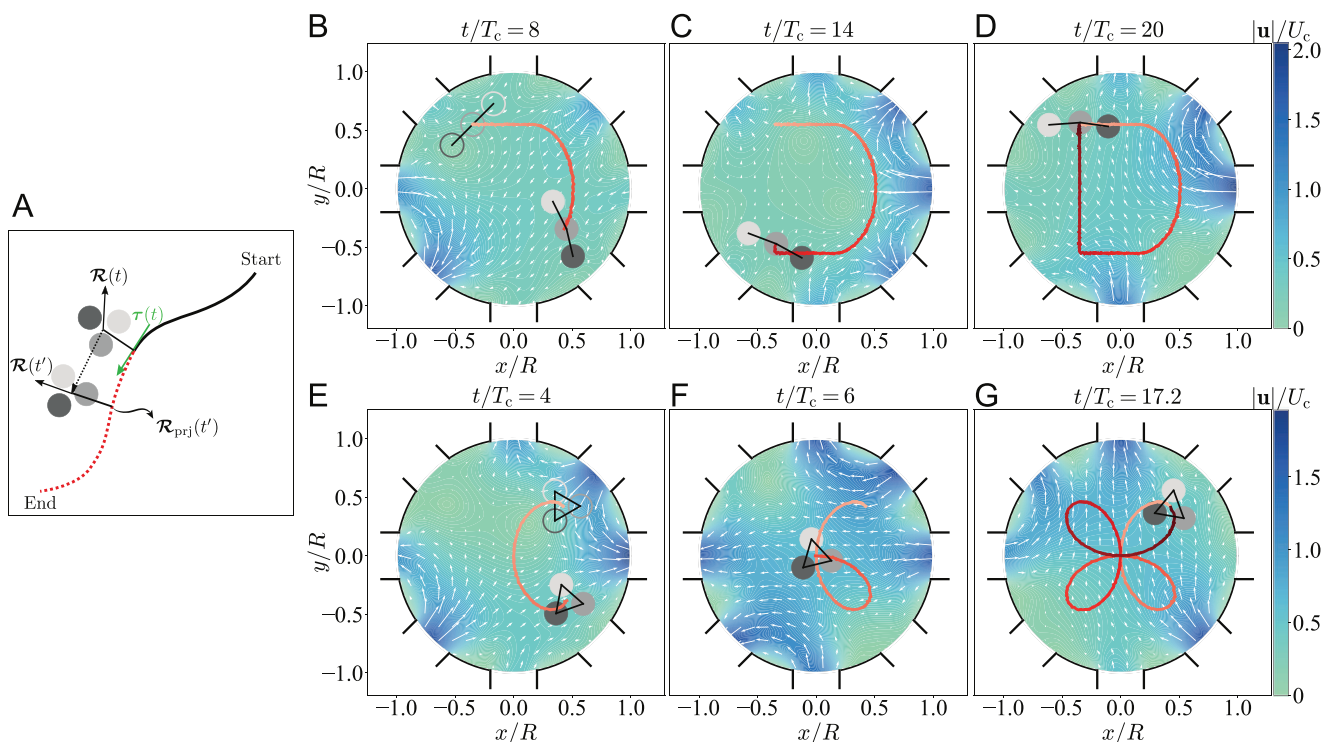 A
Start
𝓡(t)
τ(t)
𝓡(t′)
𝓡prj(t′)
End
B
t/Tc = 8
C
t/Tc = 14
D
t/Tc = 20
|u|/Uc
1.0
0.5
0.0
−0.5
−1.0
y/R
−1.0 −0.5 0.0 0.5 1.0
x/R
−1.0 −0.5 0.0 0.5 1.0
x/R
−1.0 −0.5 0.0 0.5 1.0
x/R
2.0
1.5
1.0
0.5
0
E
t/Tc = 4
F
t/Tc = 6
G
t/Tc = 17.2
|u|/Uc
1.0
0.5
0.0
−0.5
−1.0
y/R
−1.0 −0.5 0.0 0.5 1.0
x/R
−1.0 −0.5 0.0 0.5 1.0
x/R
−1.0 −0.5 0.0 0.5 1.0
x/R
1.5
1.0
0.5
0